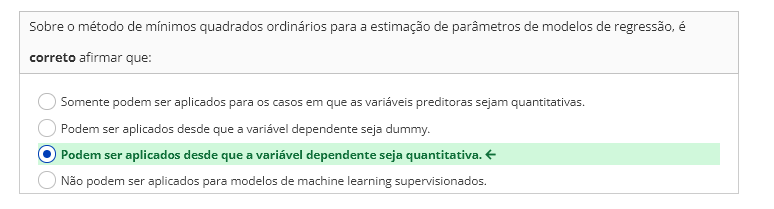 Sobre o método de mínimos quadrados ordinários para a estimação de parâmetros de modelos de regressão, é
correto afirmar que:
Somente podem ser aplicados para os casos em que as variáveis preditoras sejam quantitativas.
Podem ser aplicados desde que a variável dependente seja dummy.
Podem ser aplicados desde que a variável dependente seja quantitativa. ←
Não podem ser aplicados para modelos de machine learning supervisionados.